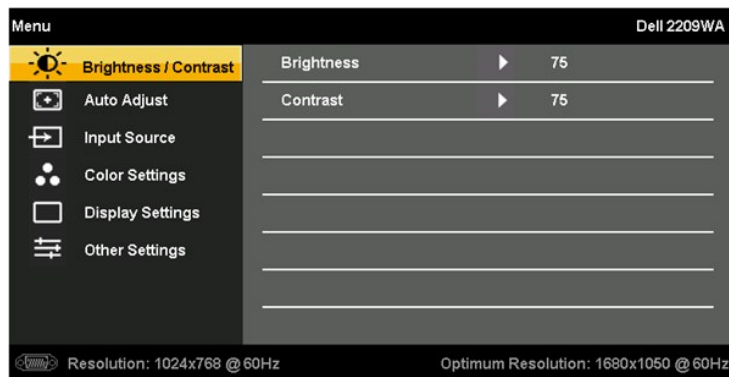 Menu Dell 2209WA
Brightness / Contrast Brightness 75
Auto Adjust Contrast 75
Input Source
Color Settings
Display Settings
Other Settings
Resolution: 1024x768 @ 60Hz Optimum Resolution: 1680x1050 @ 60Hz